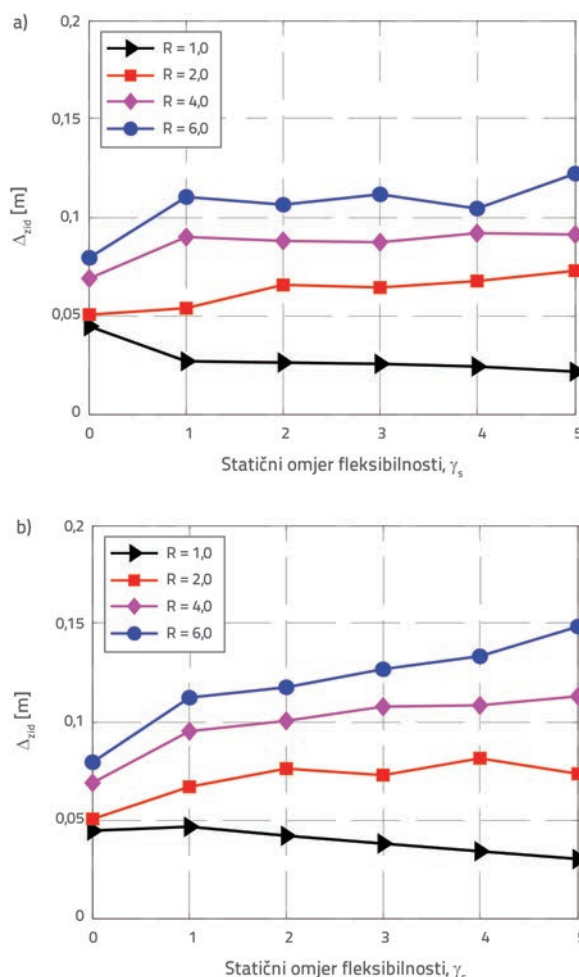 a)
0,2
R = 1,0
R = 2,0
R = 4,0
R = 6,0
0,15
0,1
0,05
0
Δzid [m]
0 1 2 3 4 5
Statični omjer fleksibilnosti, γs
b)
0,2
R = 1,0
R = 2,0
R = 4,0
R = 6,0
0,15
0,1
0,05
0
Δzid [m]
0 1 2 3 4 5
Statični omjer fleksibilnosti, γs